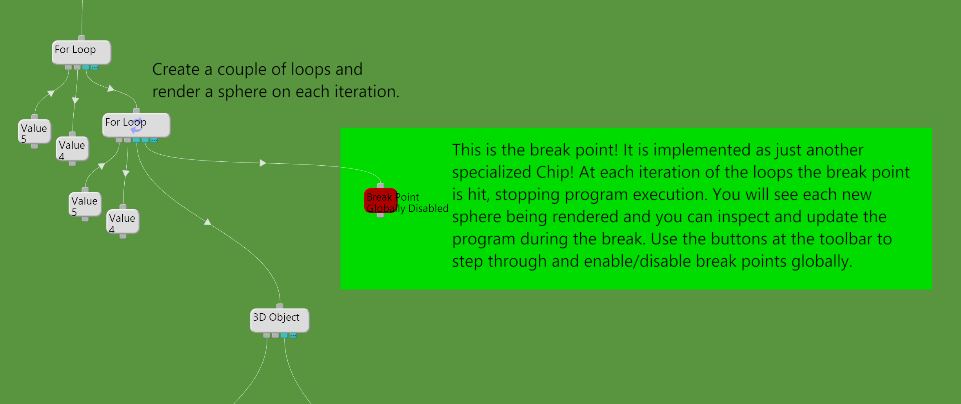 For Loop
Create a couple of loops and
render a sphere on each iteration.
Value
5
Value
4
For Loop
Value
5
Value
4
This is the break point! It is implemented as just another
specialized Chip! At each iteration of the loops the break point
is hit, stopping program execution. You will see each new
sphere being rendered and you can inspect and update the
program during the break. Use the buttons at the toolbar to
step through and enable/disable break points globally.
Break Point
Globally Disabled
3D Object